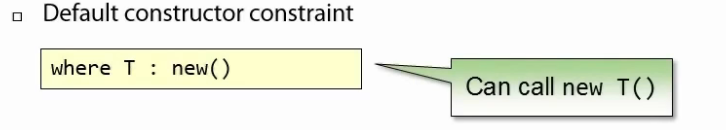 Default constructor constraint
where T : new()
Can call new T()